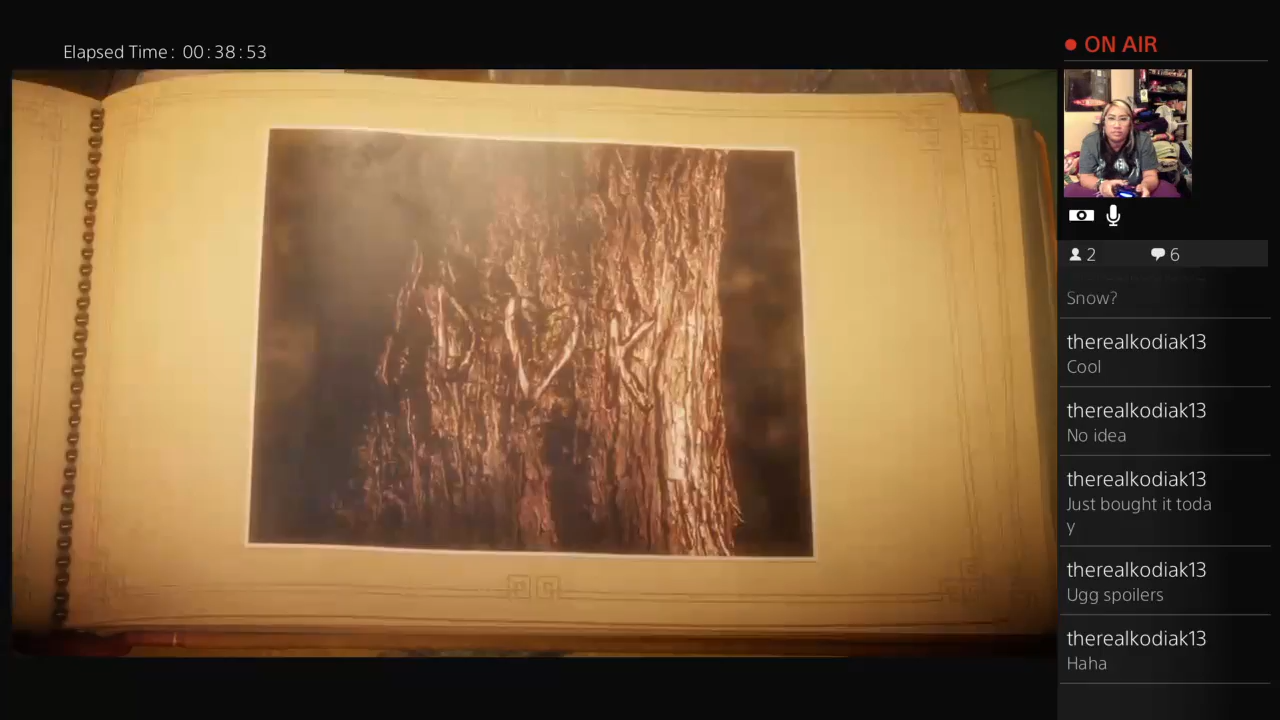 Elapsed Time: 00:38:53
ON AIR
2
6
Snow?
therealkodiak13
Cool
therealkodiak13
No idea
therealkodiak13
Just bought it toda
y
therealkodiak13
Ugg spoilers
therealkodiak13
Haha